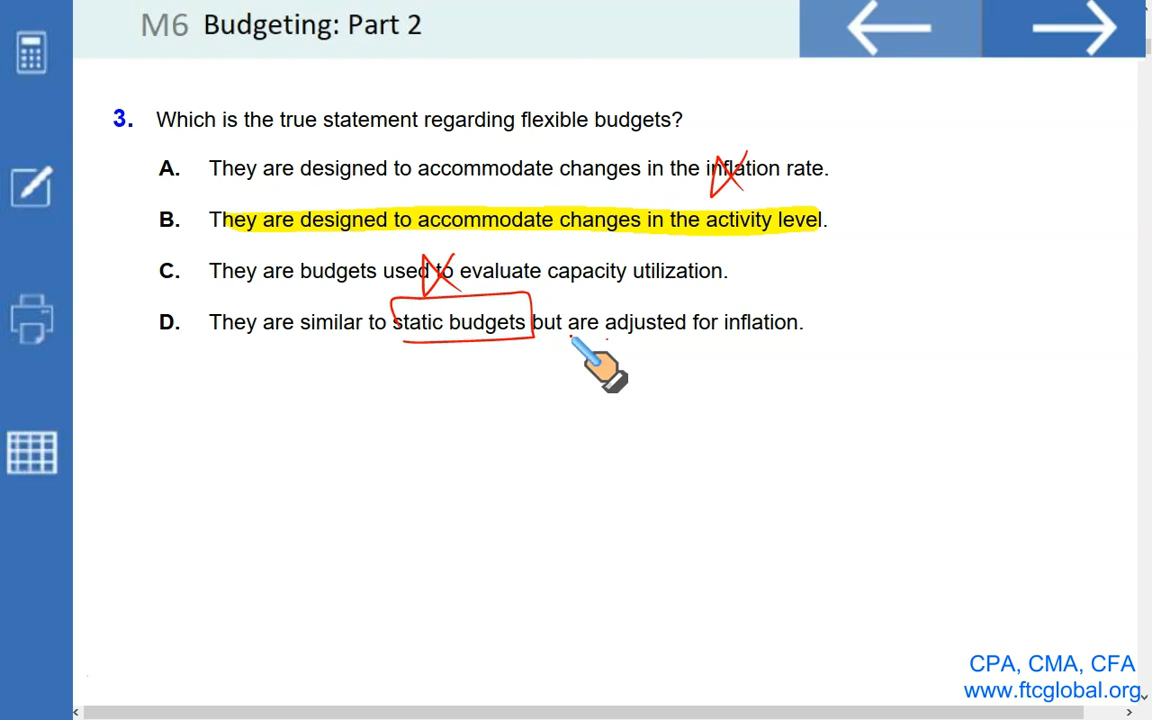 M6 Budgeting: Part 2
3. Which is the true statement regarding flexible budgets?
A. They are designed to accommodate changes in the inflation rate.
B. They are designed to accommodate changes in the activity level.
C. They are budgets used to evaluate capacity utilization.
D. They are similar to static budgets but are adjusted for inflation.
CPA, CMA, CFA
www.ftcglobal.org